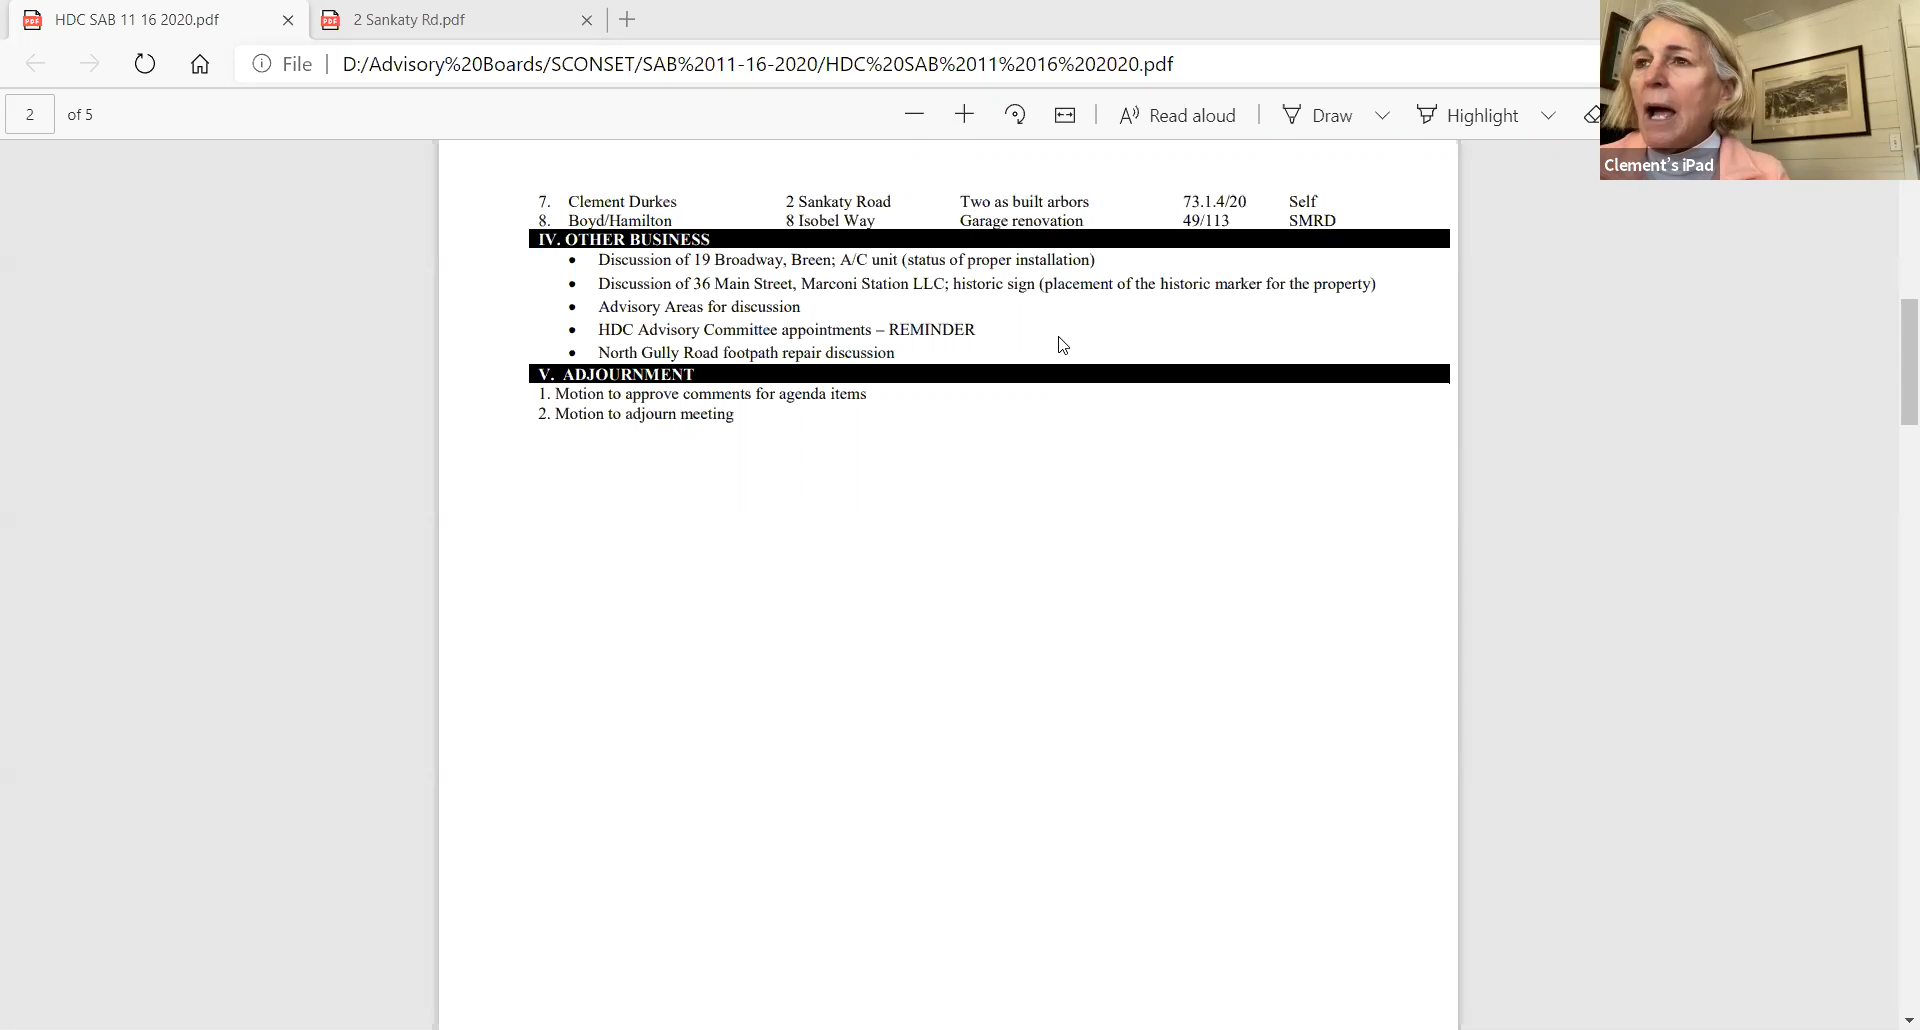 HDC SAB 11 16 2020.pdf
2 Sankaty Rd.pdf
File D:/Advisory%20Boards/SCONSET/SAB%2011-16-2020/HDC%20SAB%2011%2016%202020.pdf
2 of 5
Read aloud Draw Highlight
Clement's iPad
7. Clement Durkes 2 Sankaty Road Two as built arbors 73.1.4/20 Self
8. Boyd/Hamilton 8 Isobel Way Garage renovation 49/113 SMRD
IV. OTHER BUSINESS
• Discussion of 19 Broadway, Breen; A/C unit (status of proper installation)
• Discussion of 36 Main Street, Marconi Station LLC; historic sign (placement of the historic marker for the property)
• Advisory Areas for discussion
• HDC Advisory Committee appointments – REMINDER
• North Gully Road footpath repair discussion
V. ADJOURNMENT
1. Motion to approve comments for agenda items
2. Motion to adjourn meeting